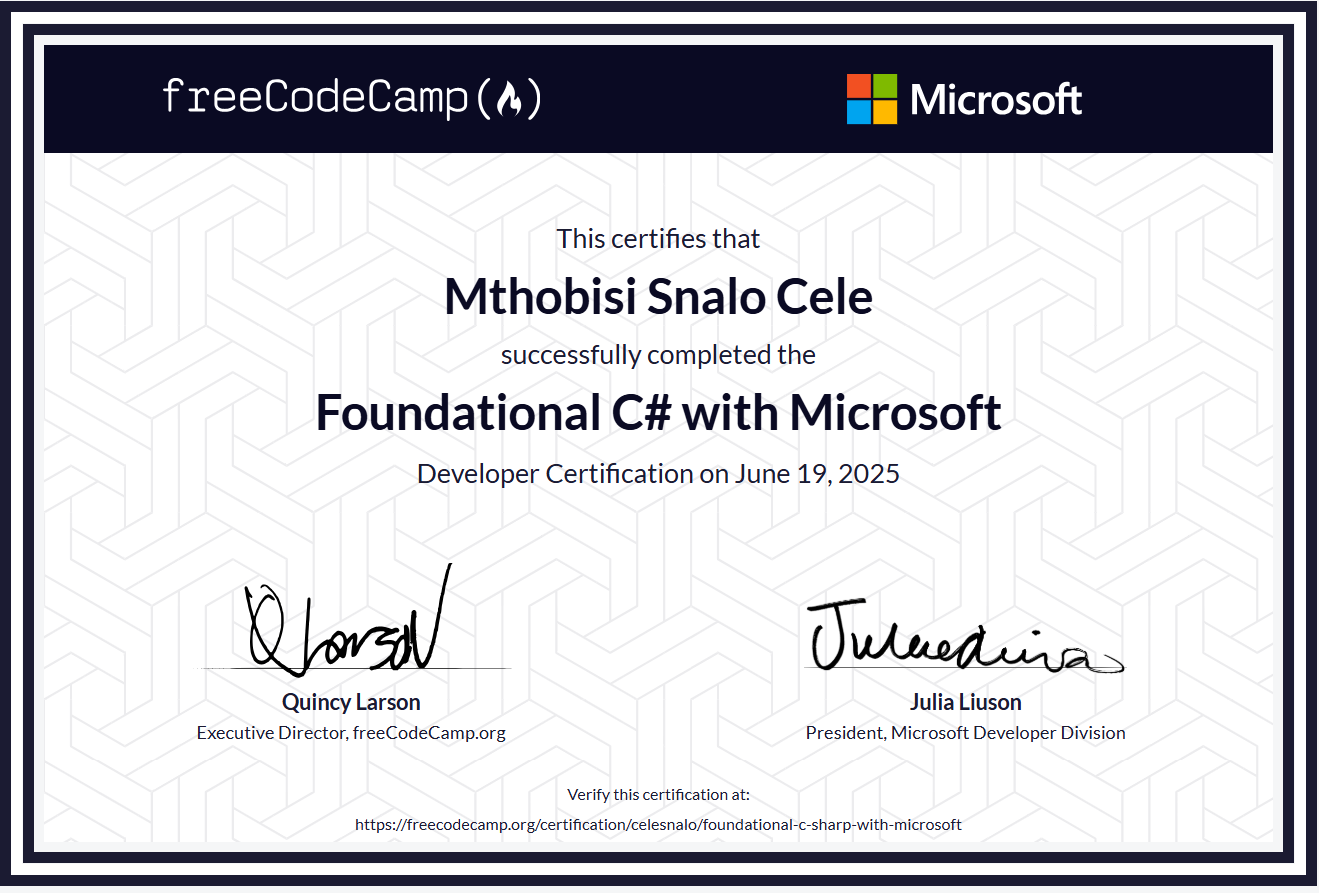 freeCodeCamp
Microsoft
This certifies that
Mthobisi Snalo Cele
successfully completed the
Foundational C# with Microsoft
Developer Certification on June 19, 2025
Quincy Larson
Executive Director, freeCodeCamp.org
Julia Liuson
President, Microsoft Developer Division
Verify this certification at:
https://freecodecamp.org/certification/celesnalo/foundational-c-sharp-with-microsoft